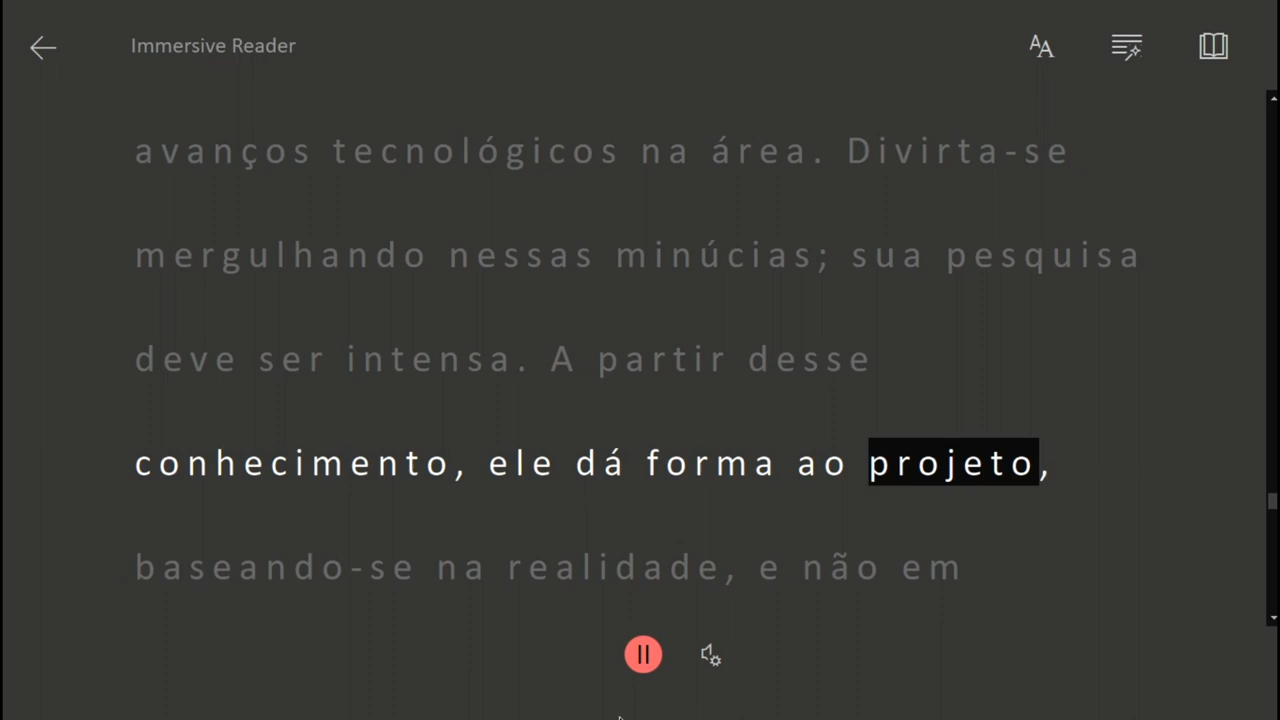 Immersive Reader
avanços tecnológicos na área. Divirta-se
mergulhando nessas minúcias; sua pesquisa
deve ser intensa. A partir desse
conhecimento, ele dá forma ao projeto,
baseando-se na realidade, e não em